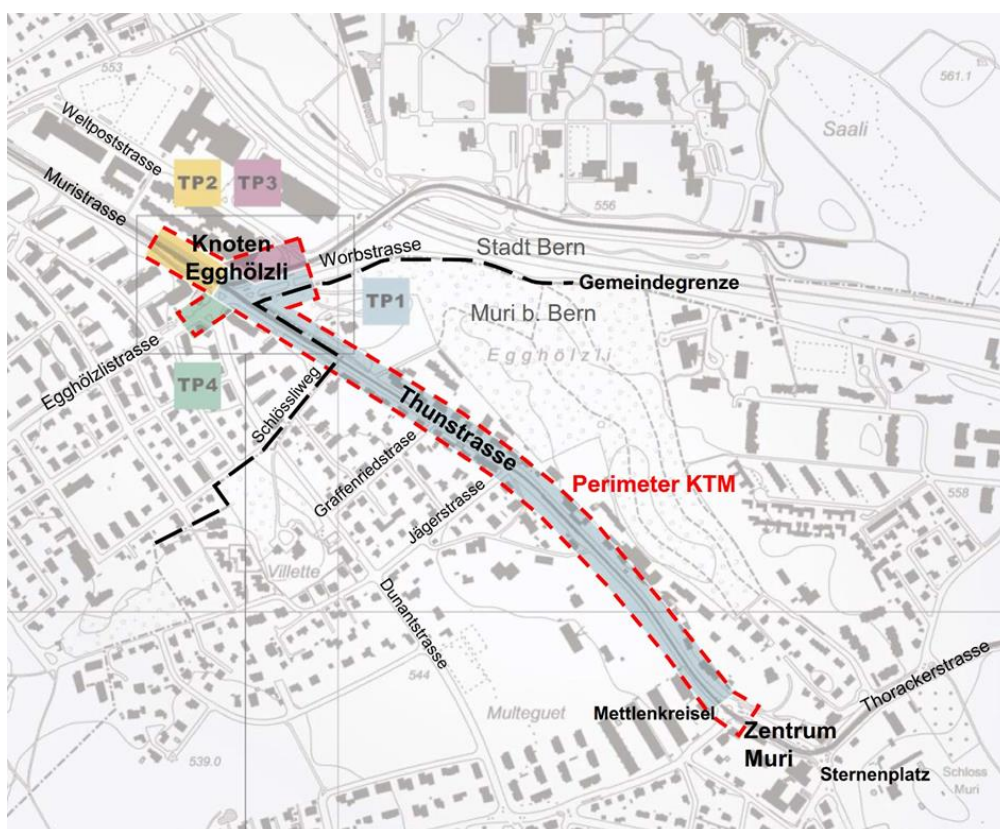 553
561.1
Weltpoststrasse
Saali
Muristrasse
TP2
TP3
556
Knoten
Egghölzli
Worbstrasse
Stadt Bern
Gemeindegrenze
TP1
Muri b. Bern
Egghölzli
Egghölzlistrasse
TP4
Schlössliweg
Thunstrasse
Graffenriedstrase
Jägerstrasse
Perimeter KTM
558
Villette
Dunantstrasse
544
Multeguet
Mettlenkreisel
Thorackerstrasse
Zentrum
Muri
539.0
Sternenplatz
Schloss
Muri